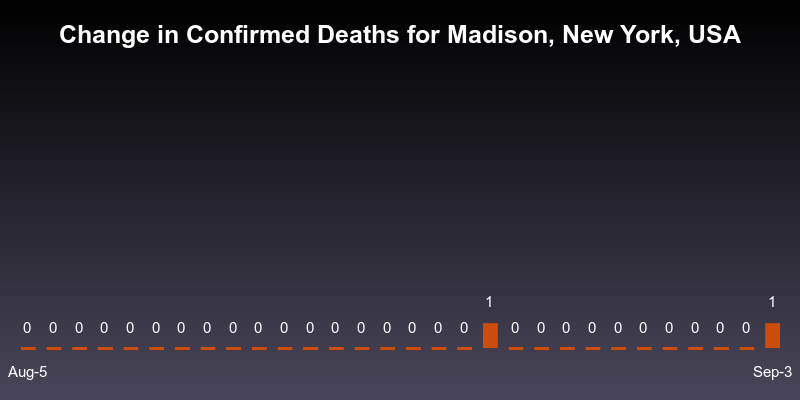 Change in Confirmed Deaths for Madison, New York, USA
1 1
0 0 0 0 0 0 0 0 0 0 0 0 0 0 0 0 0 0 0 0 0 0 0 0 0 0 0 0
Aug-5 Sep-3